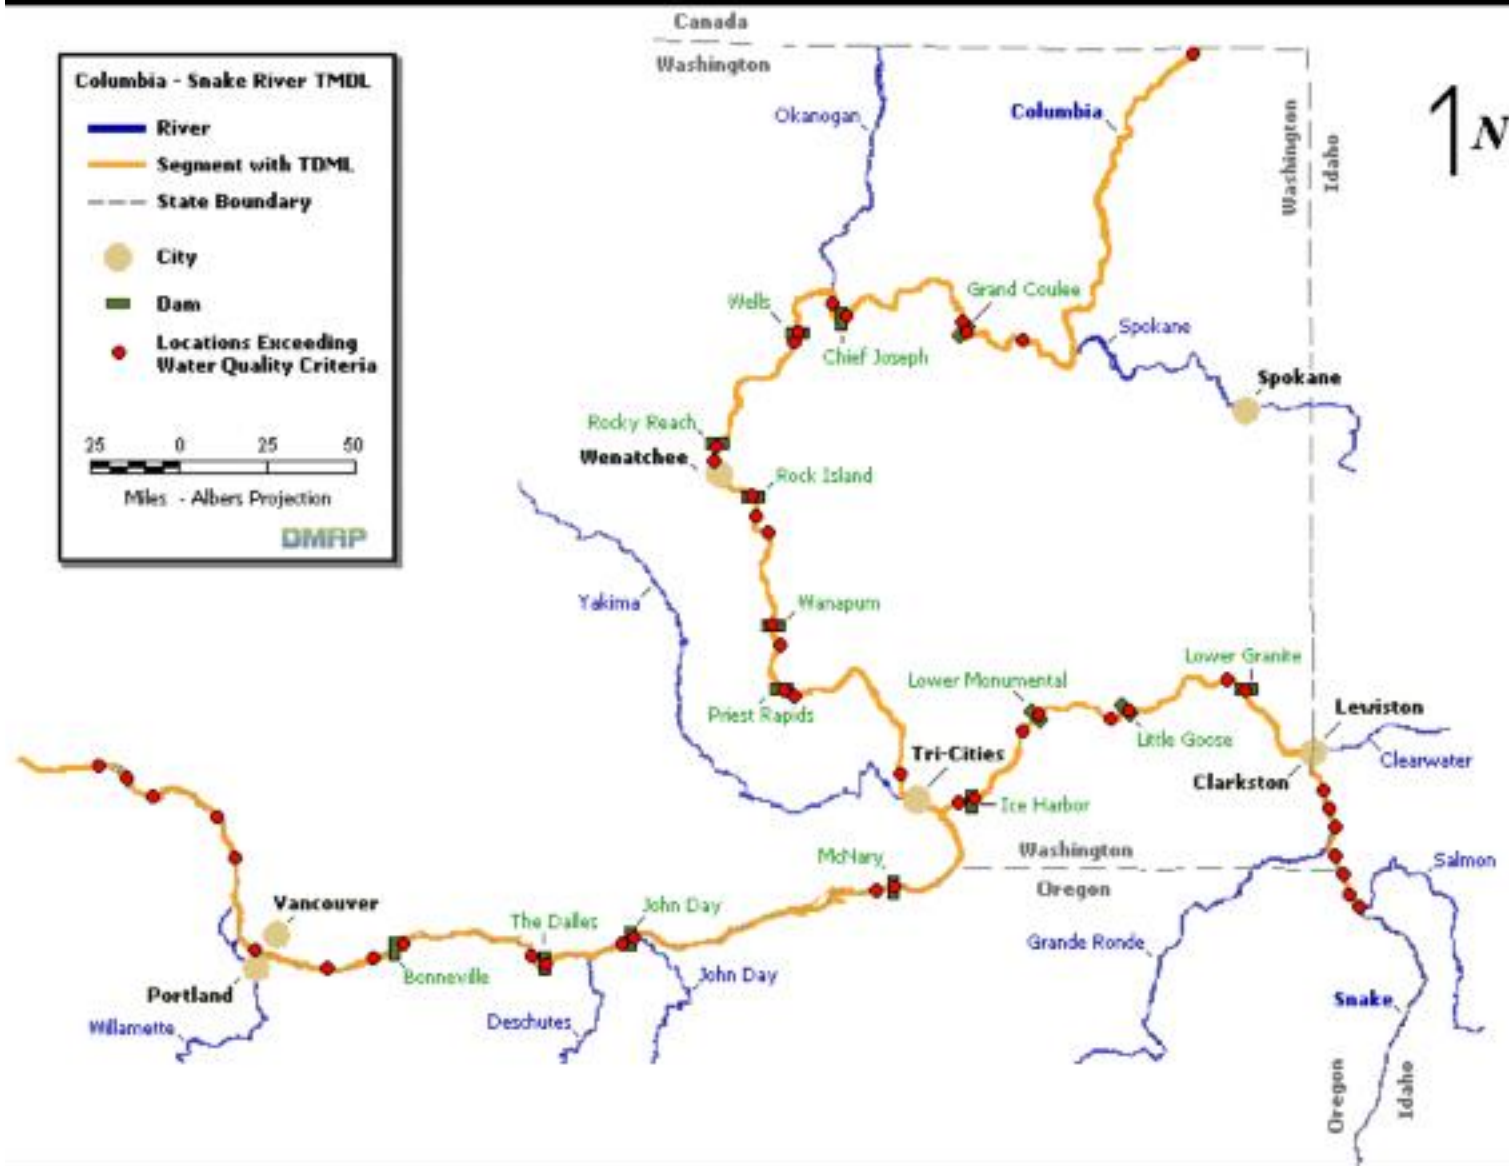 Canada
Washington
Columbia - Snake River TMDL
River
Segment with TDML
State Boundary
City
Dam
Locations Exceeding
Water Quality Criteria
25 0 25 50
Miles - Albers Projection
DMAP
Okanogan
Columbia
Washington
Idaho
N
Wells
Grand Coulee
Chief Joseph
Spokane
Spokane
Rocky Reach
Wenatchee
Rock Island
Yakima
Wanapum
Priest Rapids
Lower Monumental
Lower Granite
Little Goose
Lewiston
Clearwater
Clarkston
Tri-Cities
Ice Harbor
McNary
Washington
Oregon
Salmon
Grande Ronde
Snake
Oregon
Idaho
Vancouver
The Dalles
John Day
Bonneville
John Day
Portland
Willamette
Deschutes